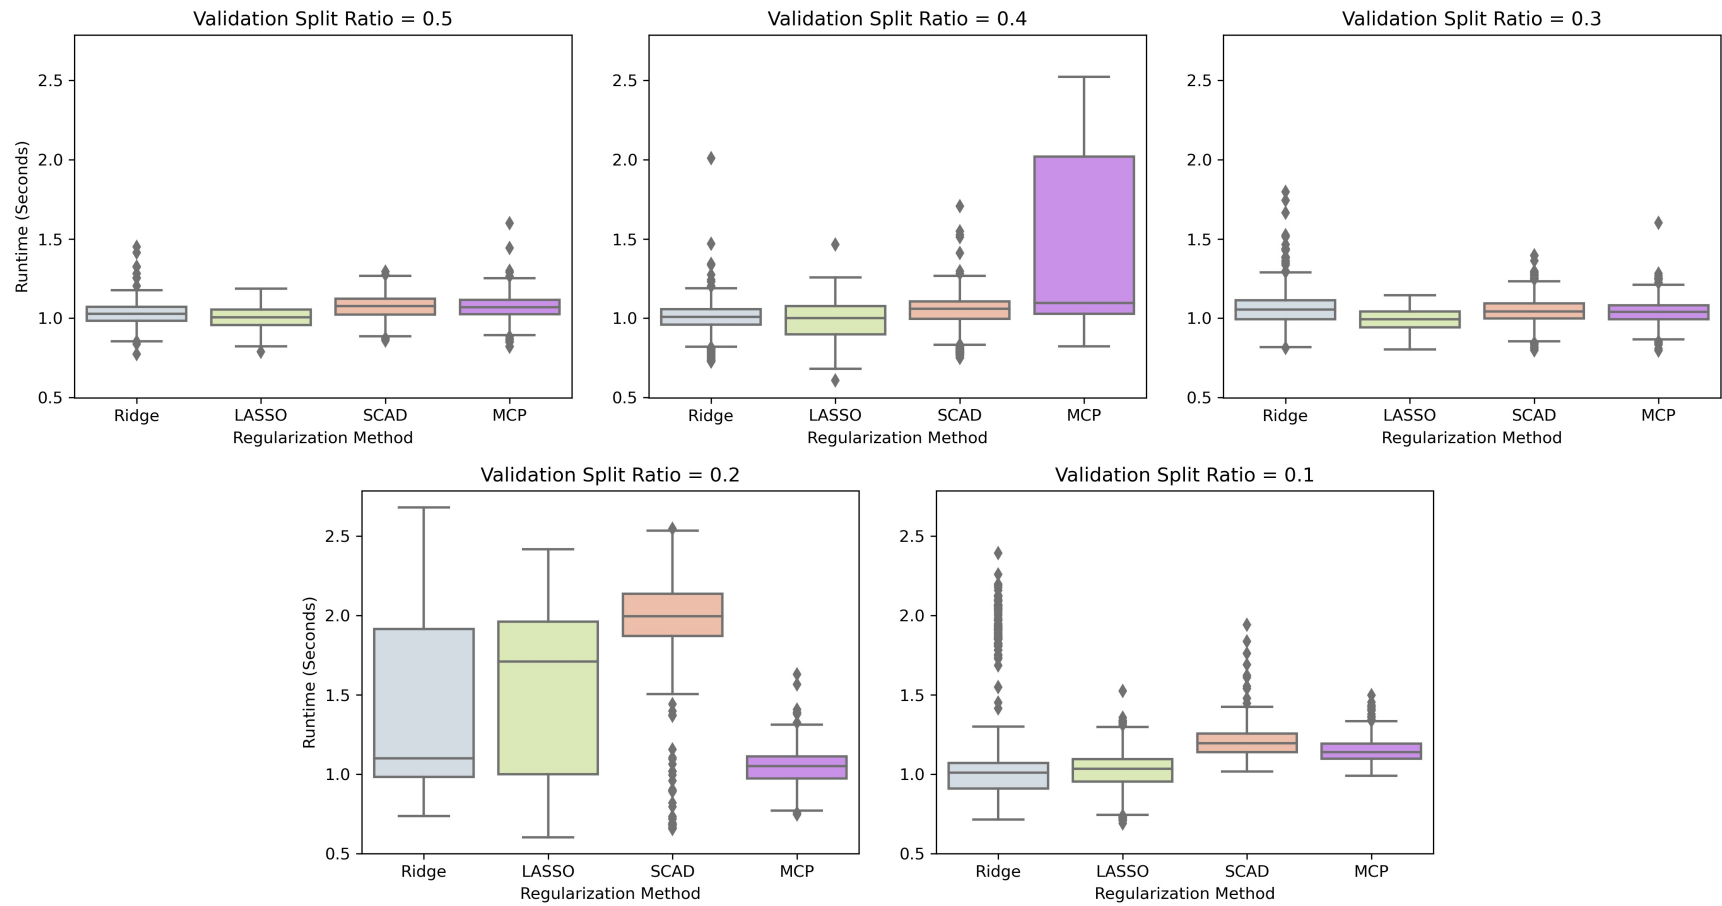 Validation Split Ratio = 0.5
Runtime (Seconds)
2.5
2.0
1.5
1.0
0.5
Ridge LASSO SCAD MCP
Regularization Method
Validation Split Ratio = 0.4
2.5
2.0
1.5
1.0
0.5
Ridge LASSO SCAD MCP
Regularization Method
Validation Split Ratio = 0.3
2.5
2.0
1.5
1.0
0.5
Ridge LASSO SCAD MCP
Regularization Method
Validation Split Ratio = 0.2
Runtime (Seconds)
2.5
2.0
1.5
1.0
0.5
Ridge LASSO SCAD MCP
Regularization Method
Validation Split Ratio = 0.1
2.5
2.0
1.5
1.0
0.5
Ridge LASSO SCAD MCP
Regularization Method